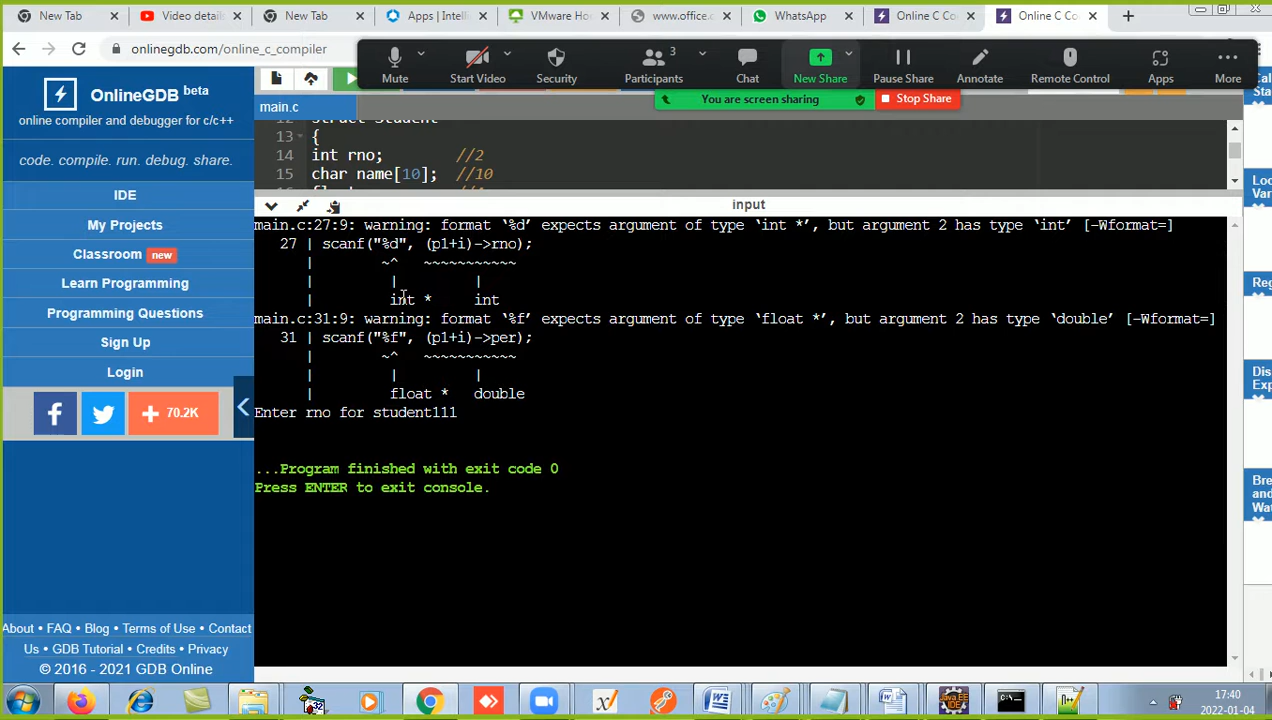 New Tab
Video details
New Tab
Apps | Intelli
VMware Ho
www.office.c
WhatsApp
Online C Co
Online C Co
onlinegdb.com/online_c_compiler
Mute
Start Video
Security
Participants 3
Chat
New Share
Pause Share
Annotate
Remote Control
Apps
More
You are screen sharing
Stop Share
OnlineGDB beta
online compiler and debugger for c/c++
code. compile. run. debug. share.
IDE
My Projects
Classroom new
Learn Programming
Programming Questions
Sign Up
Login
70.2K
About • FAQ • Blog • Terms of Use • Contact
Us • GDB Tutorial • Credits • Privacy
© 2016 - 2021 GDB Online
main.c
12 struct student
13 {
14 int rno; //2
15 char name[10]; //10
input
main.c:27:9: warning: format ‘%d’ expects argument of type ‘int *’, but argument 2 has type ‘int’ [-Wformat=]
27 | scanf("%d", (p1+i)->rno);
| ~^ ~~~~~~~~~~~
| | |
| int * int
main.c:31:9: warning: format ‘%f’ expects argument of type ‘float *’, but argument 2 has type ‘double’ [-Wformat=]
31 | scanf("%f", (p1+i)->per);
| ~^ ~~~~~~~~~~~
| | |
| float * double
Enter rno for student111
...Program finished with exit code 0
Press ENTER to exit console.
17:40
2022-01-04